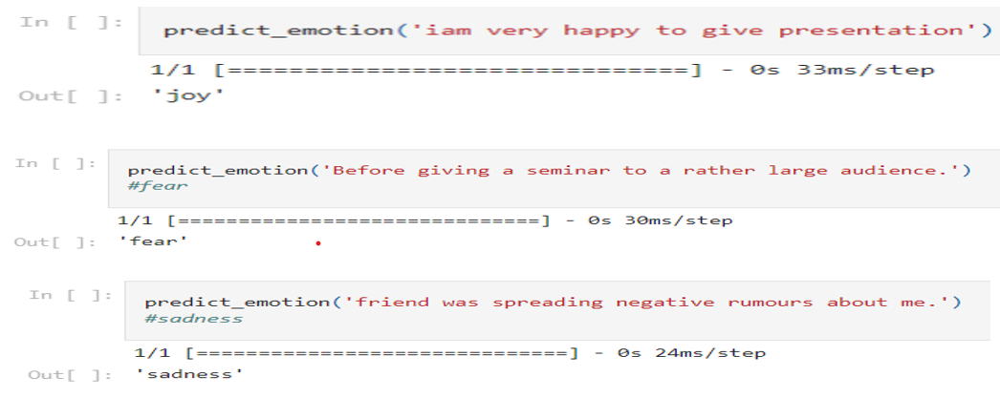 In [ ]: predict_emotion('iam very happy to give presentation')
1/1 [==============================] - 0s 33ms/step
Out[ ]: 'joy'
In [ ]: predict_emotion('Before giving a seminar to a rather large audience.')
#fear
1/1 [==============================] - 0s 30ms/step
Out[ ]: 'fear'
In [ ]: predict_emotion('friend was spreading negative rumours about me.')
#sadness
1/1 [==============================] - 0s 24ms/step
Out[ ]: 'sadness'